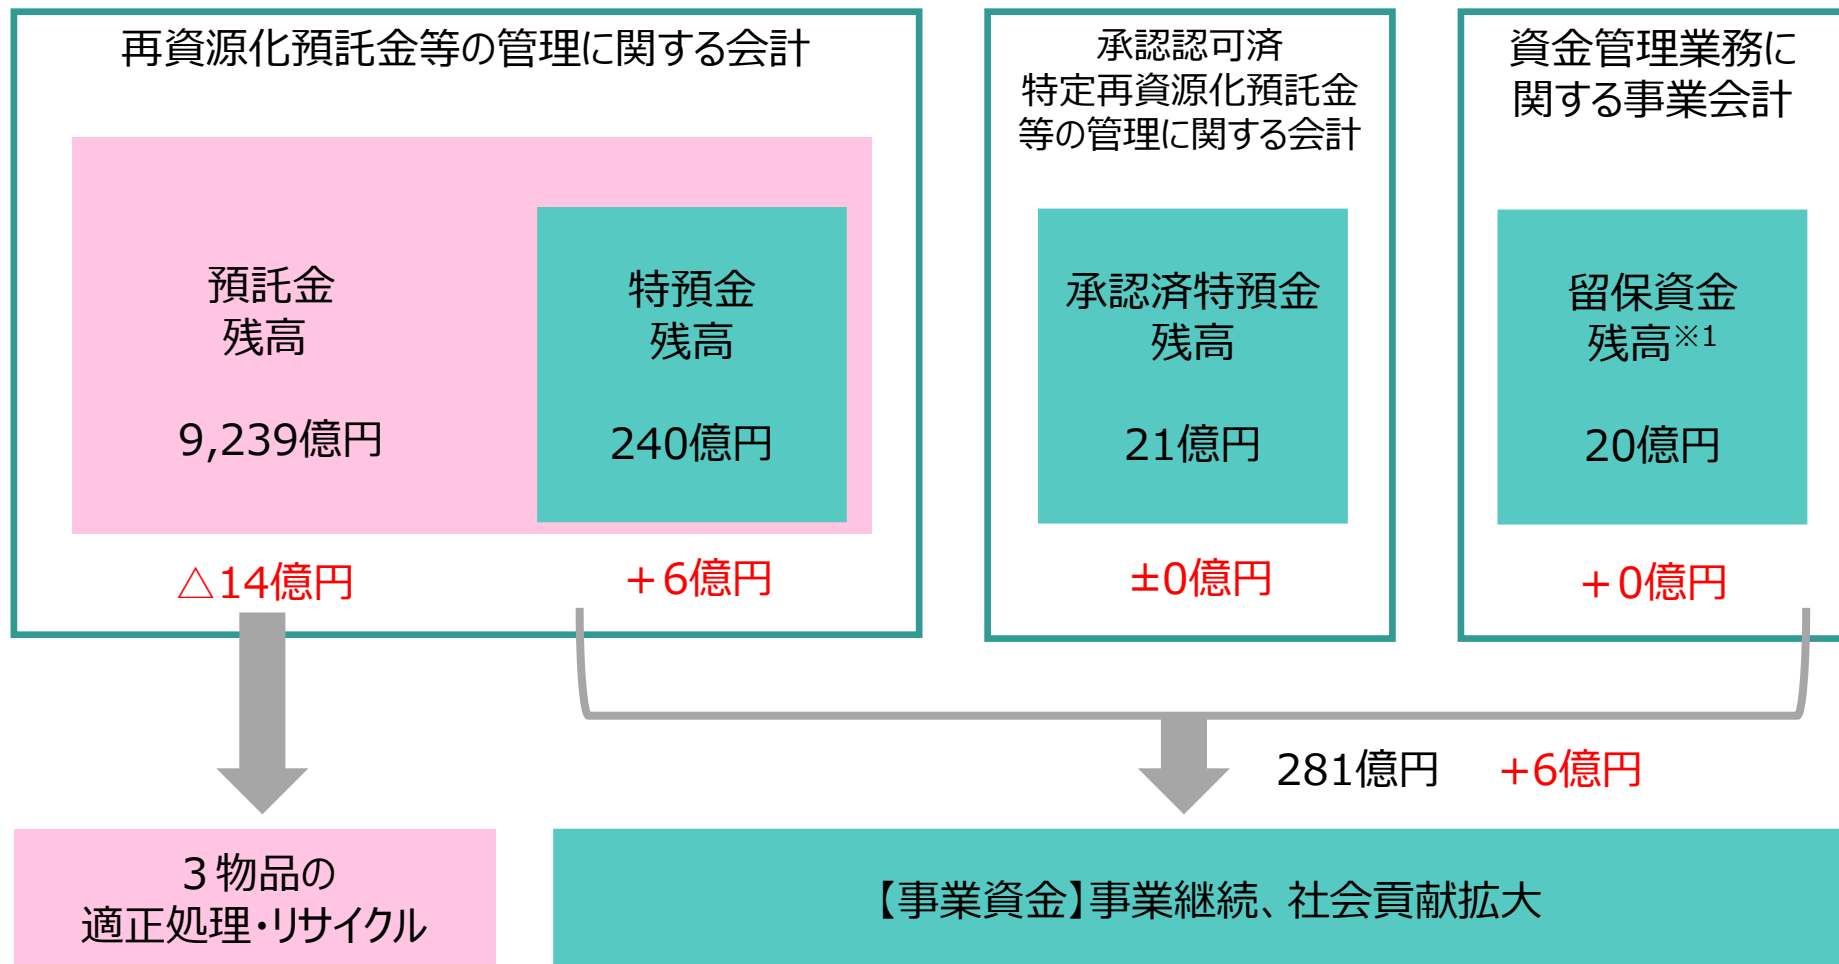 再資源化預託金等の管理に関する会計
預託金
残高
9,239億円
△14億円
特預金
残高
240億円
+6億円
承認認可済
特定再資源化預託金
等の管理に関する会計
承認済特預金
残高
21億円
±0億円
資金管理業務に
関する事業会計
留保資金
残高※1
20億円
+0億円
281億円 +6億円
3物品の
適正処理・リサイクル
【事業資金】事業継続、社会貢献拡大